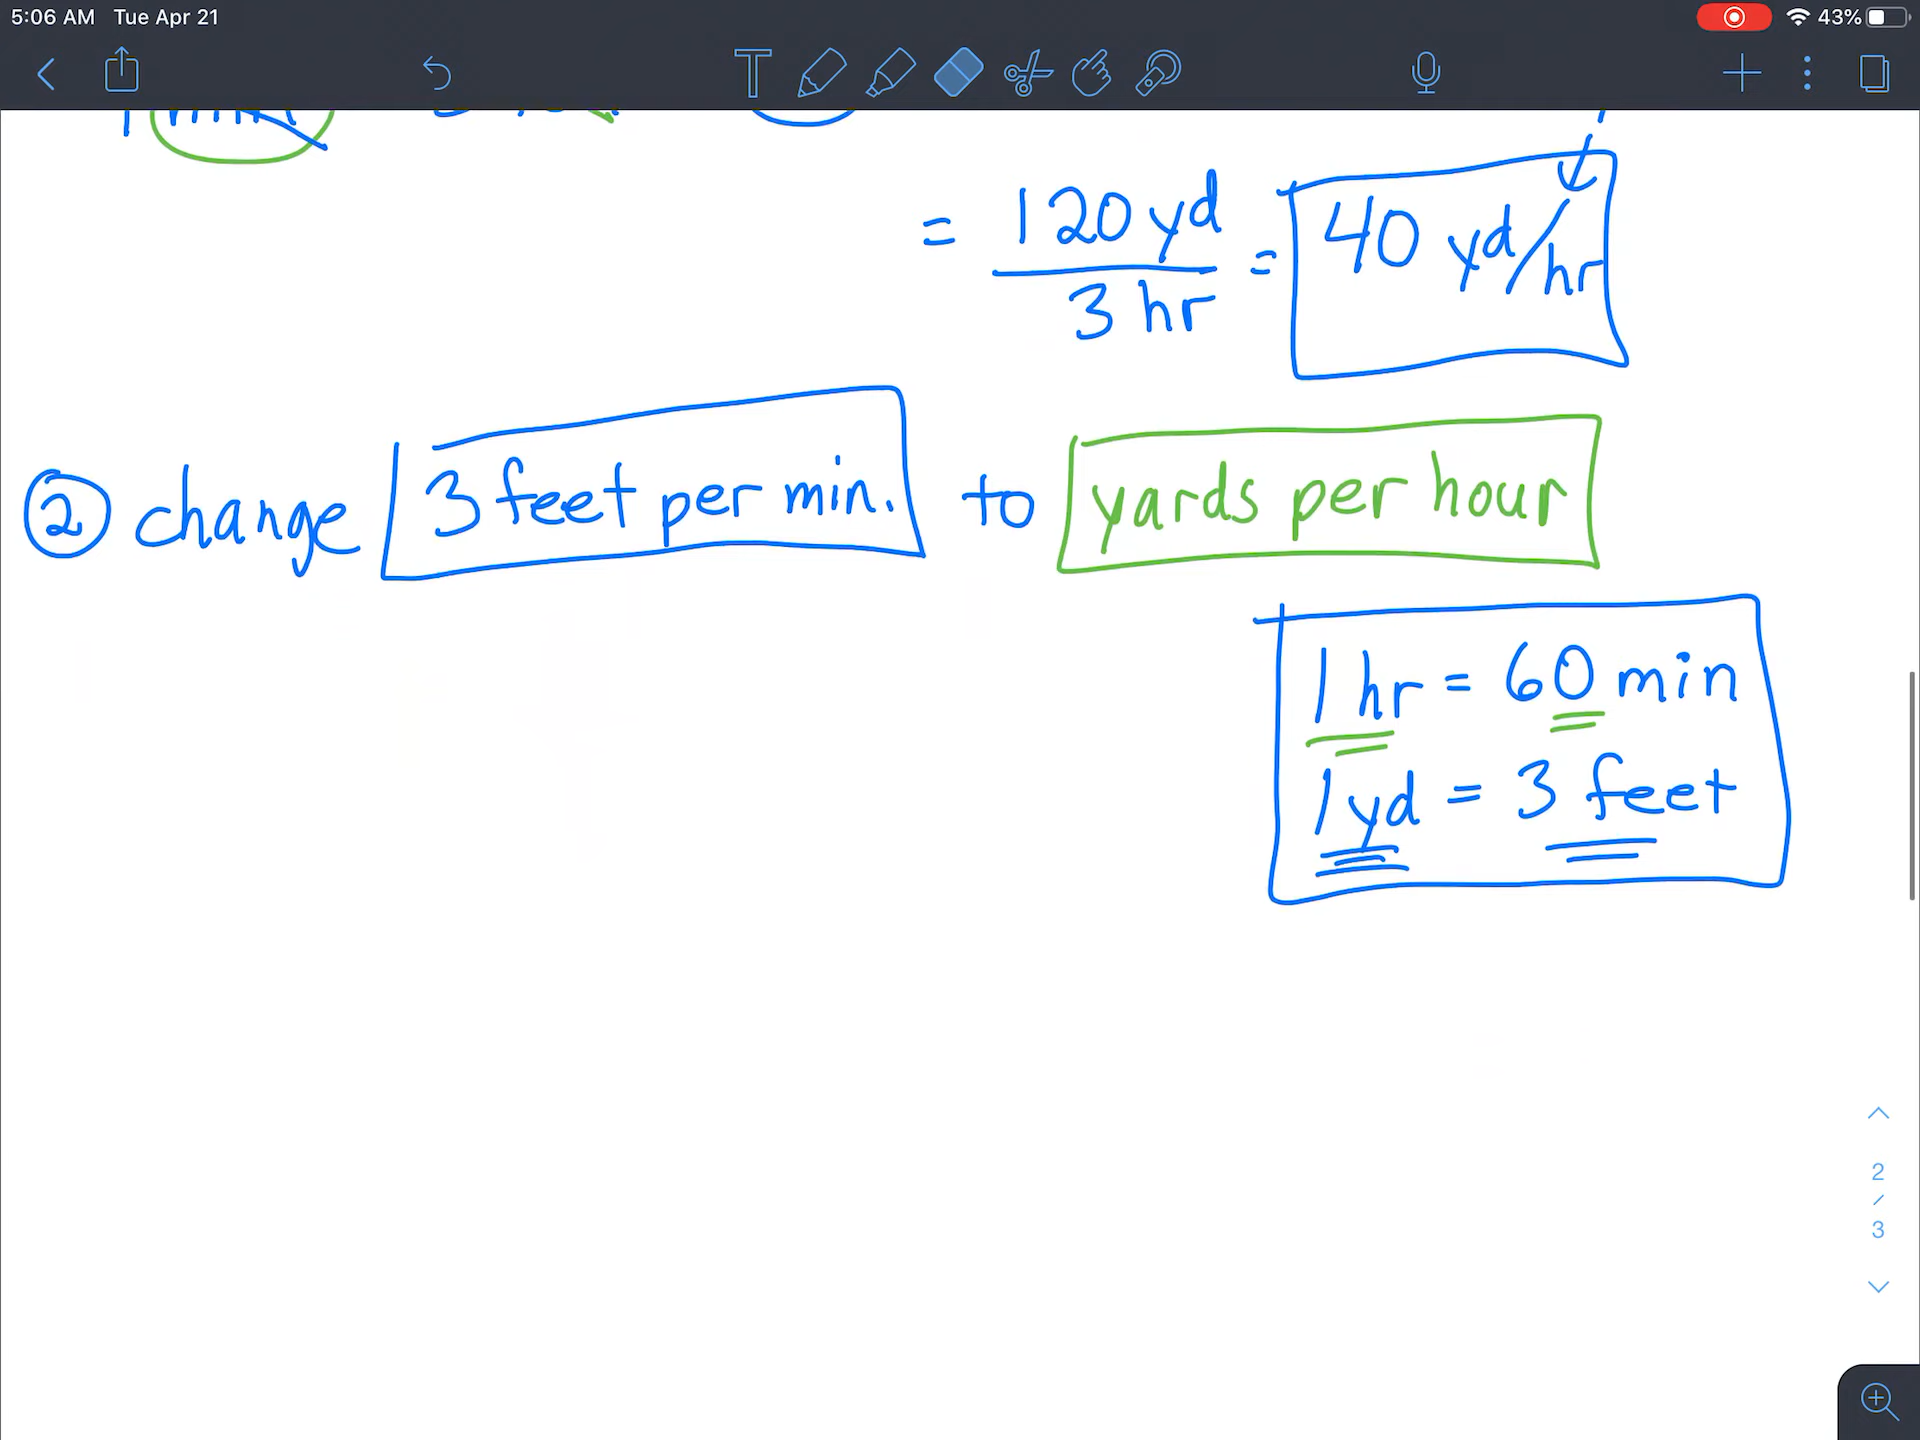 5:06 AM Tue Apr 21 43%
= 120 yd / 3 hr = 40 yd/hr
② change 3 feet per min. to yards per hour
1 hr = 60 min
1 yd = 3 feet
2
/
3